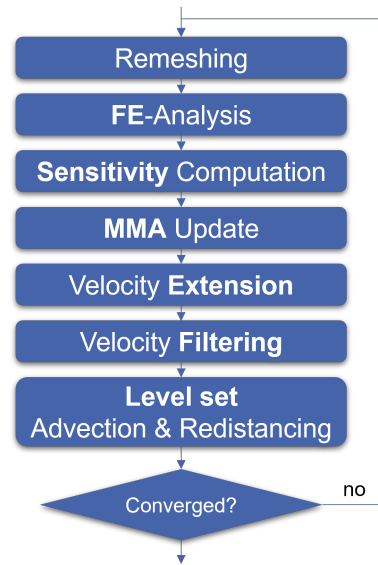 Remeshing
FE-Analysis
Sensitivity Computation
MMA Update
Velocity Extension
Velocity Filtering
Level set
Advection & Redistancing
Converged?
no